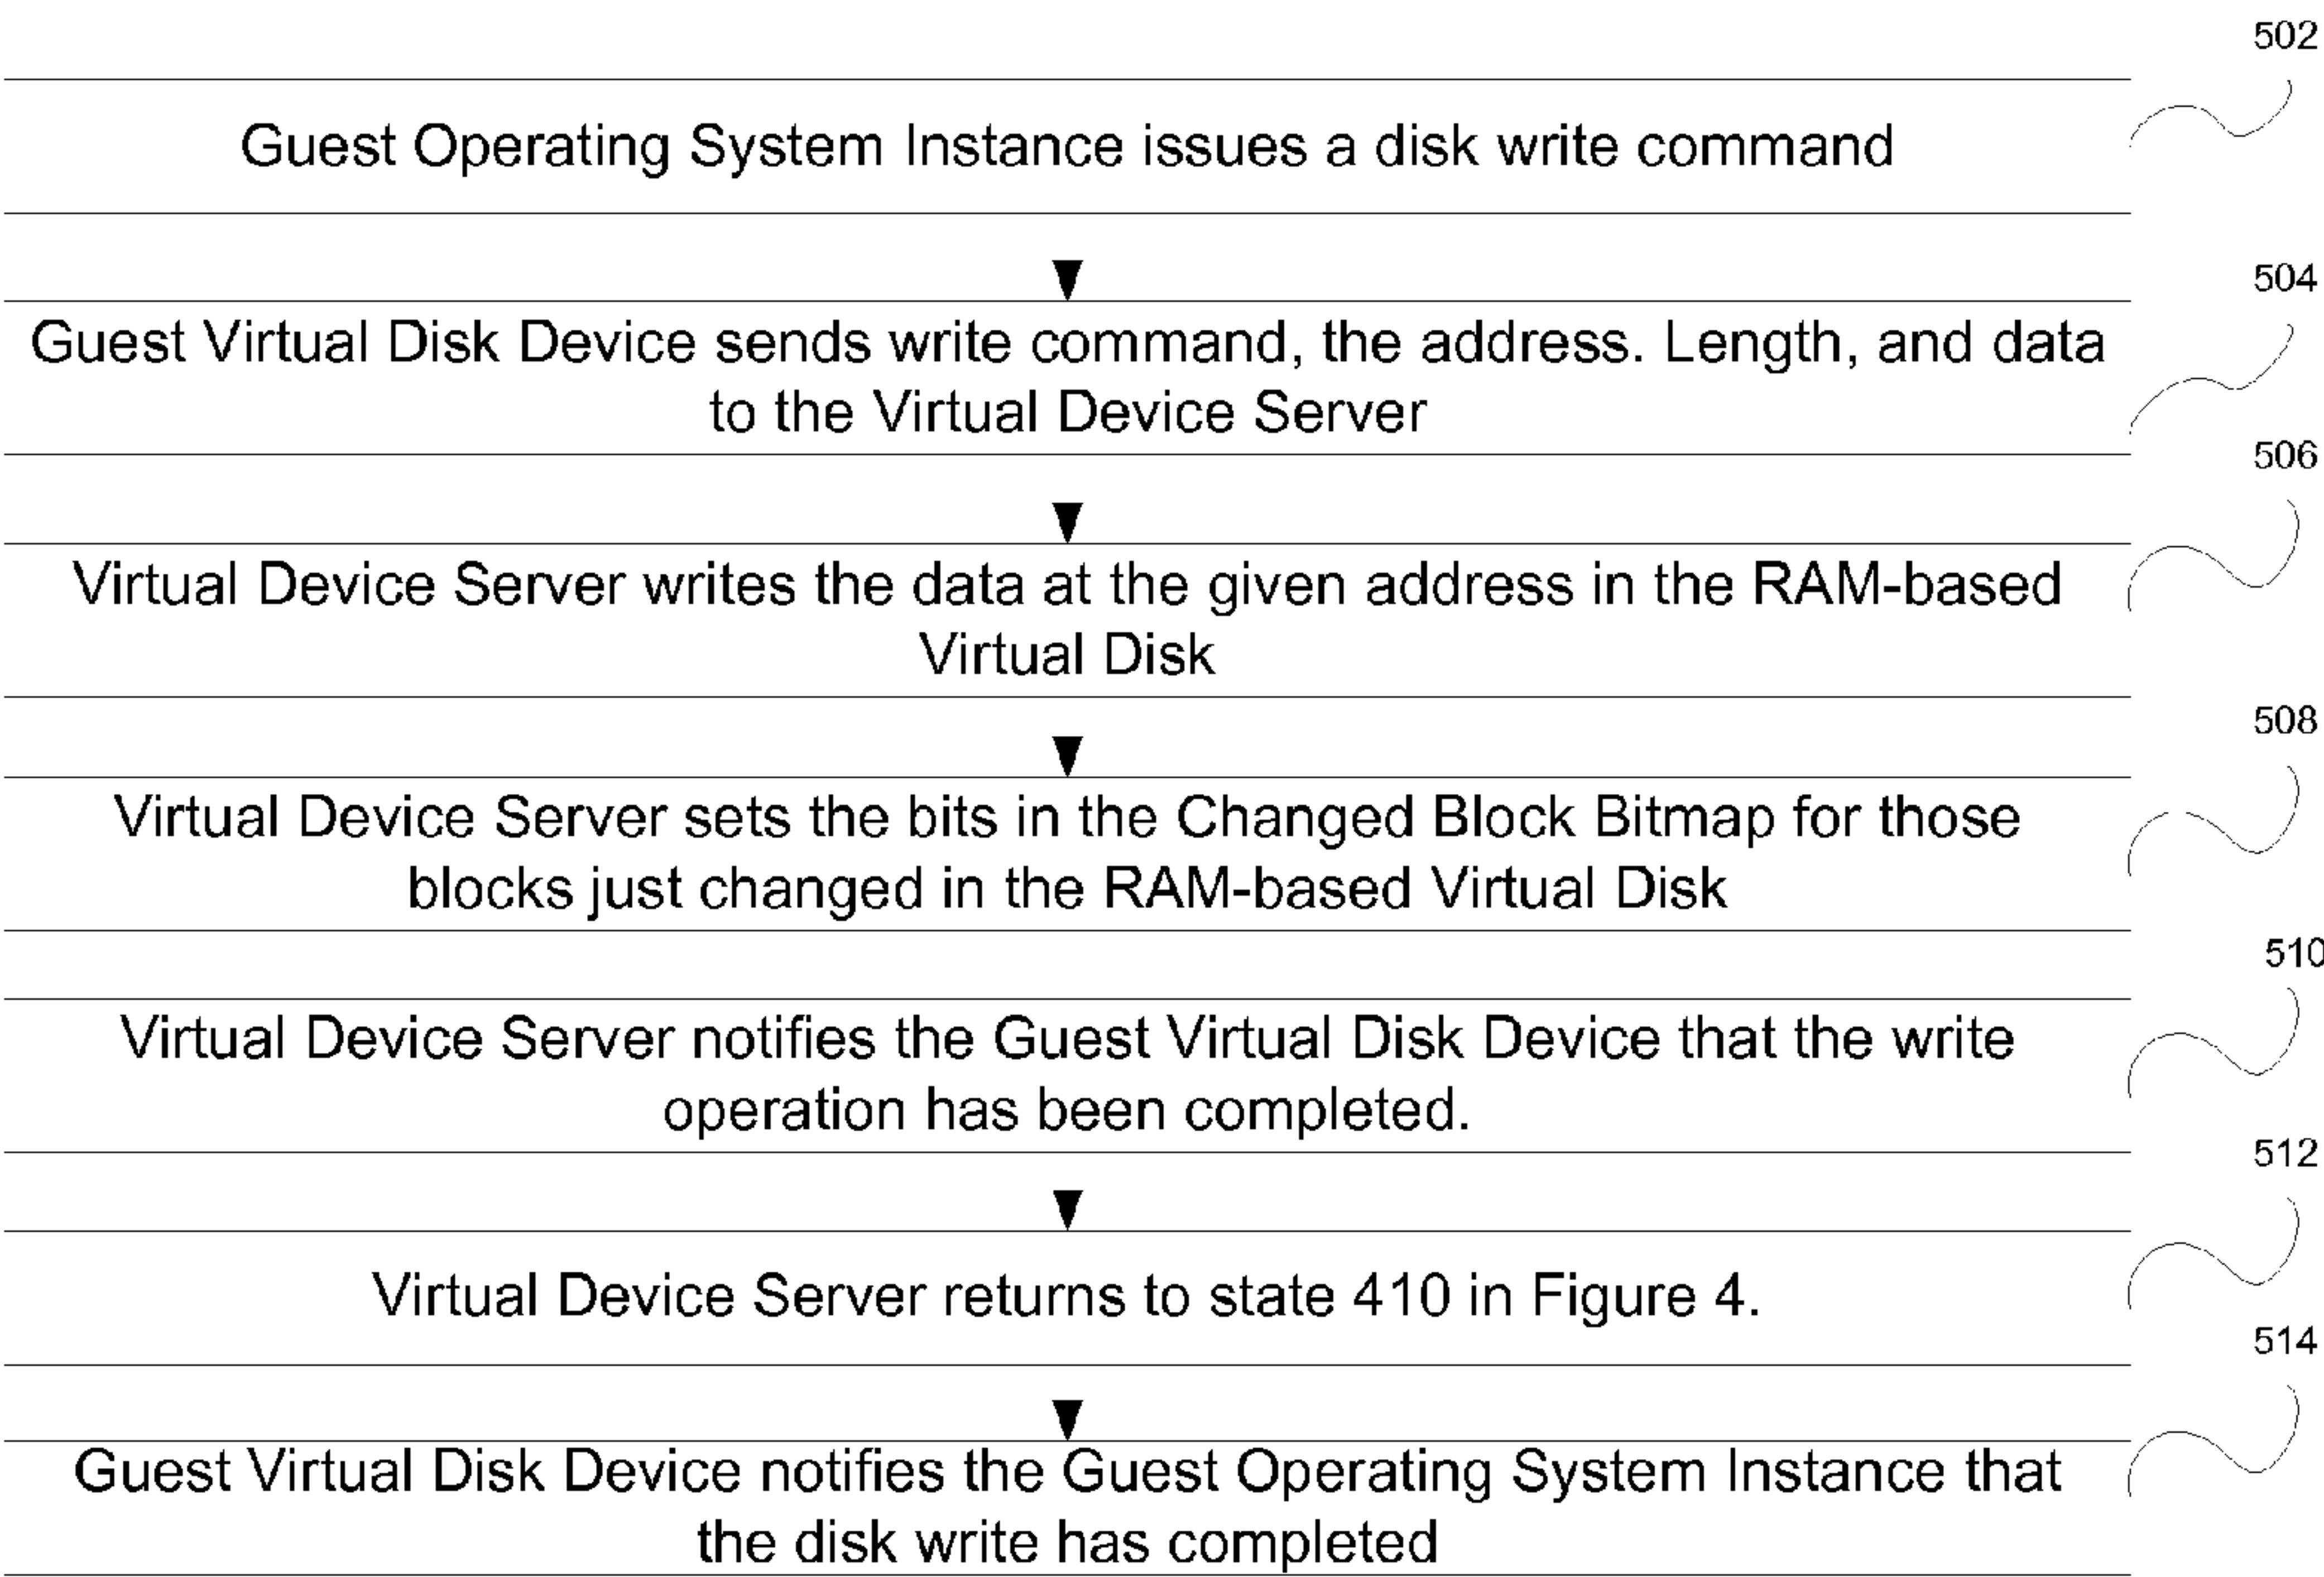 502
Guest Operating System Instance issues a disk write command
504
Guest Virtual Disk Device sends write command, the address. Length, and data
to the Virtual Device Server
506
Virtual Device Server writes the data at the given address in the RAM-based
Virtual Disk
508
Virtual Device Server sets the bits in the Changed Block Bitmap for those
blocks just changed in the RAM-based Virtual Disk
510
Virtual Device Server notifies the Guest Virtual Disk Device that the write
operation has been completed.
512
Virtual Device Server returns to state 410 in Figure 4.
514
Guest Virtual Disk Device notifies the Guest Operating System Instance that
the disk write has completed